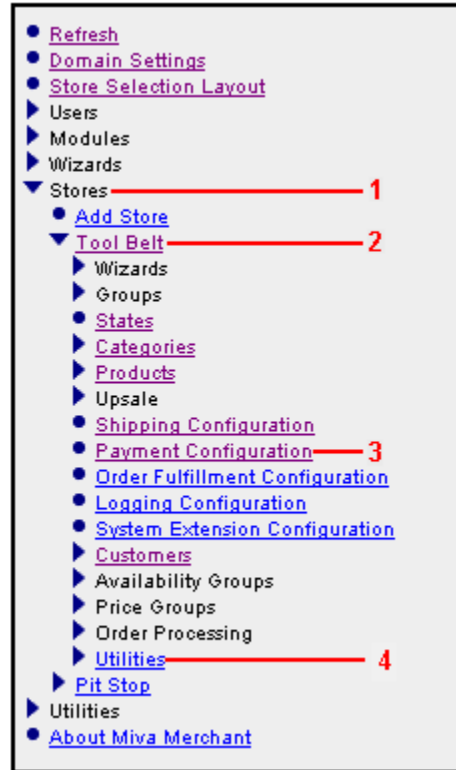 Refresh
Domain Settings
Store Selection Layout
Users
Modules
Wizards
Stores 1
Add Store
Tool Belt 2
Wizards
Groups
States
Categories
Products
Upsale
Shipping Configuration
Payment Configuration 3
Order Fulfillment Configuration
Logging Configuration
System Extension Configuration
Customers
Availability Groups
Price Groups
Order Processing
Utilities 4
Pit Stop
Utilities
About Miva Merchant